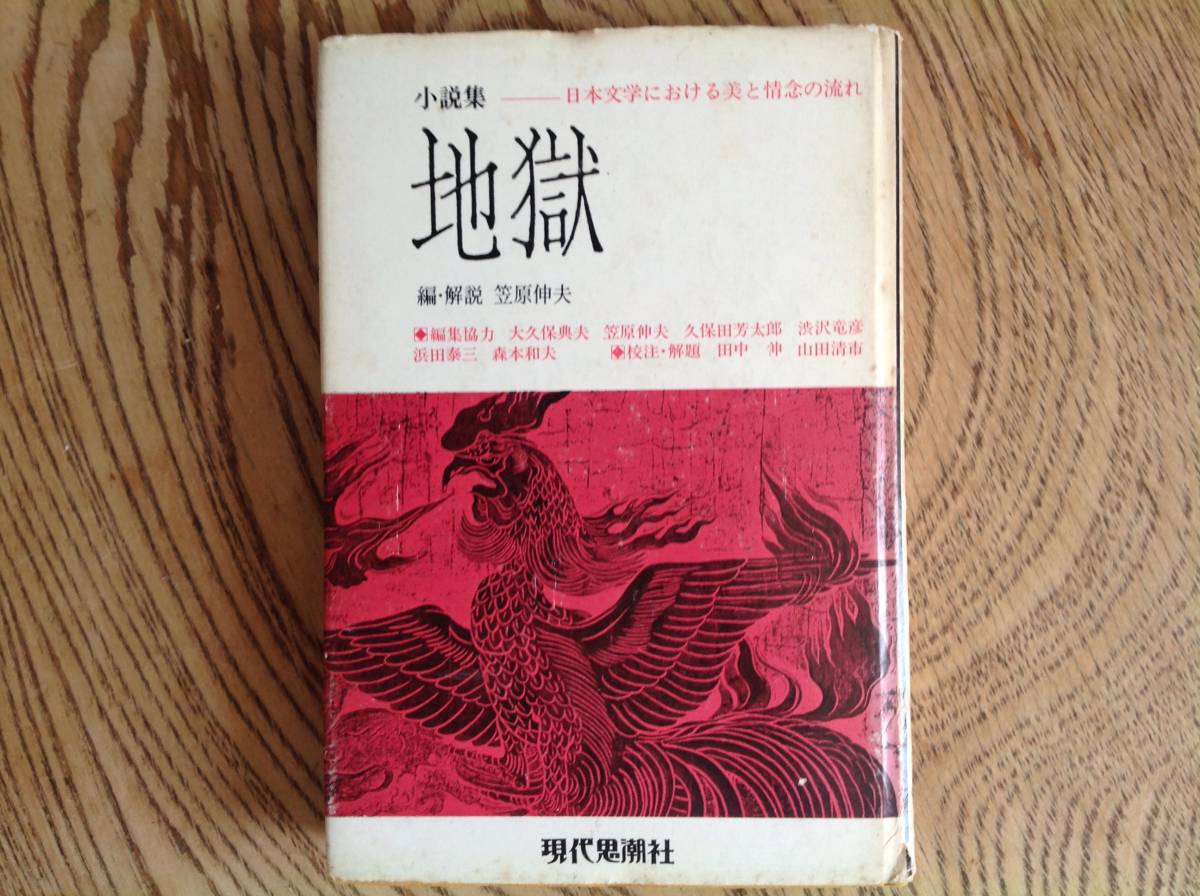 小説集 ―― 日本文学における美と情念の流れ
地獄
編・解説 笠原伸夫
◆編集協力 大久保典夫 笠原伸夫 久保田芳太郎 渋沢竜彦
浜田泰三 森本和夫 ◆校注・解題 田中 伸 山田清市
現代思潮社